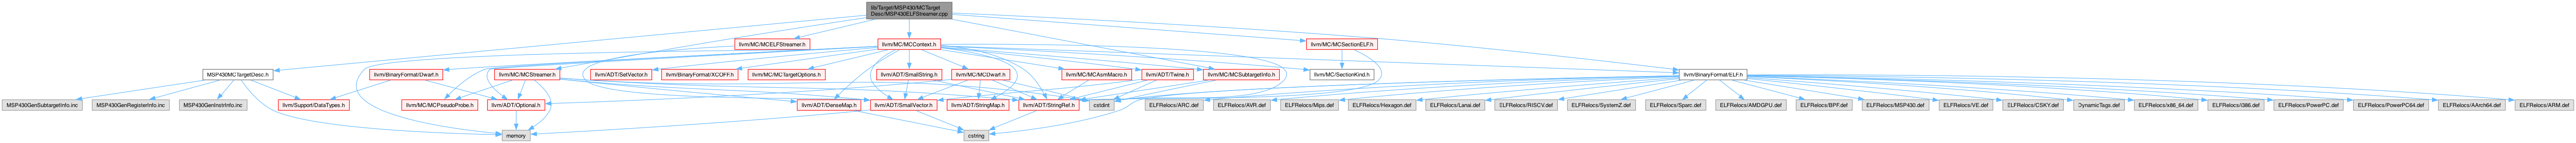 lib/Target/MSP430/MCTarget
Desc/MSP430ELFStreamer.cpp
llvm/MC/MCELFStreamer.h
llvm/MC/MCContext.h
llvm/MC/MCSectionELF.h
MSP430MCTargetDesc.h
llvm/BinaryFormat/Dwarf.h
llvm/MC/MCStreamer.h
llvm/ADT/SetVector.h
llvm/BinaryFormat/XCOFF.h
llvm/MC/MCTargetOptions.h
llvm/ADT/SmallString.h
llvm/MC/MCDwarf.h
llvm/MC/MCAsmMacro.h
llvm/ADT/Twine.h
llvm/MC/MCSubtargetInfo.h
llvm/MC/SectionKind.h
llvm/BinaryFormat/ELF.h
MSP430GenSubtargetInfo.inc
MSP430GenRegisterInfo.inc
MSP430GenInstrInfo.inc
llvm/Support/DataTypes.h
llvm/MC/MCPseudoProbe.h
llvm/ADT/Optional.h
llvm/ADT/DenseMap.h
llvm/ADT/SmallVector.h
llvm/ADT/StringMap.h
llvm/ADT/StringRef.h
cstdint
ELFRelocs/ARC.def
ELFRelocs/AVR.def
ELFRelocs/Mips.def
ELFRelocs/Hexagon.def
ELFRelocs/Lanai.def
ELFRelocs/RISCV.def
ELFRelocs/SystemZ.def
ELFRelocs/Sparc.def
ELFRelocs/AMDGPU.def
ELFRelocs/BPF.def
ELFRelocs/MSP430.def
ELFRelocs/VE.def
ELFRelocs/CSKY.def
DynamicTags.def
ELFRelocs/x86_64.def
ELFRelocs/i386.def
ELFRelocs/PowerPC.def
ELFRelocs/PowerPC64.def
ELFRelocs/AArch64.def
ELFRelocs/ARM.def
memory
cstring